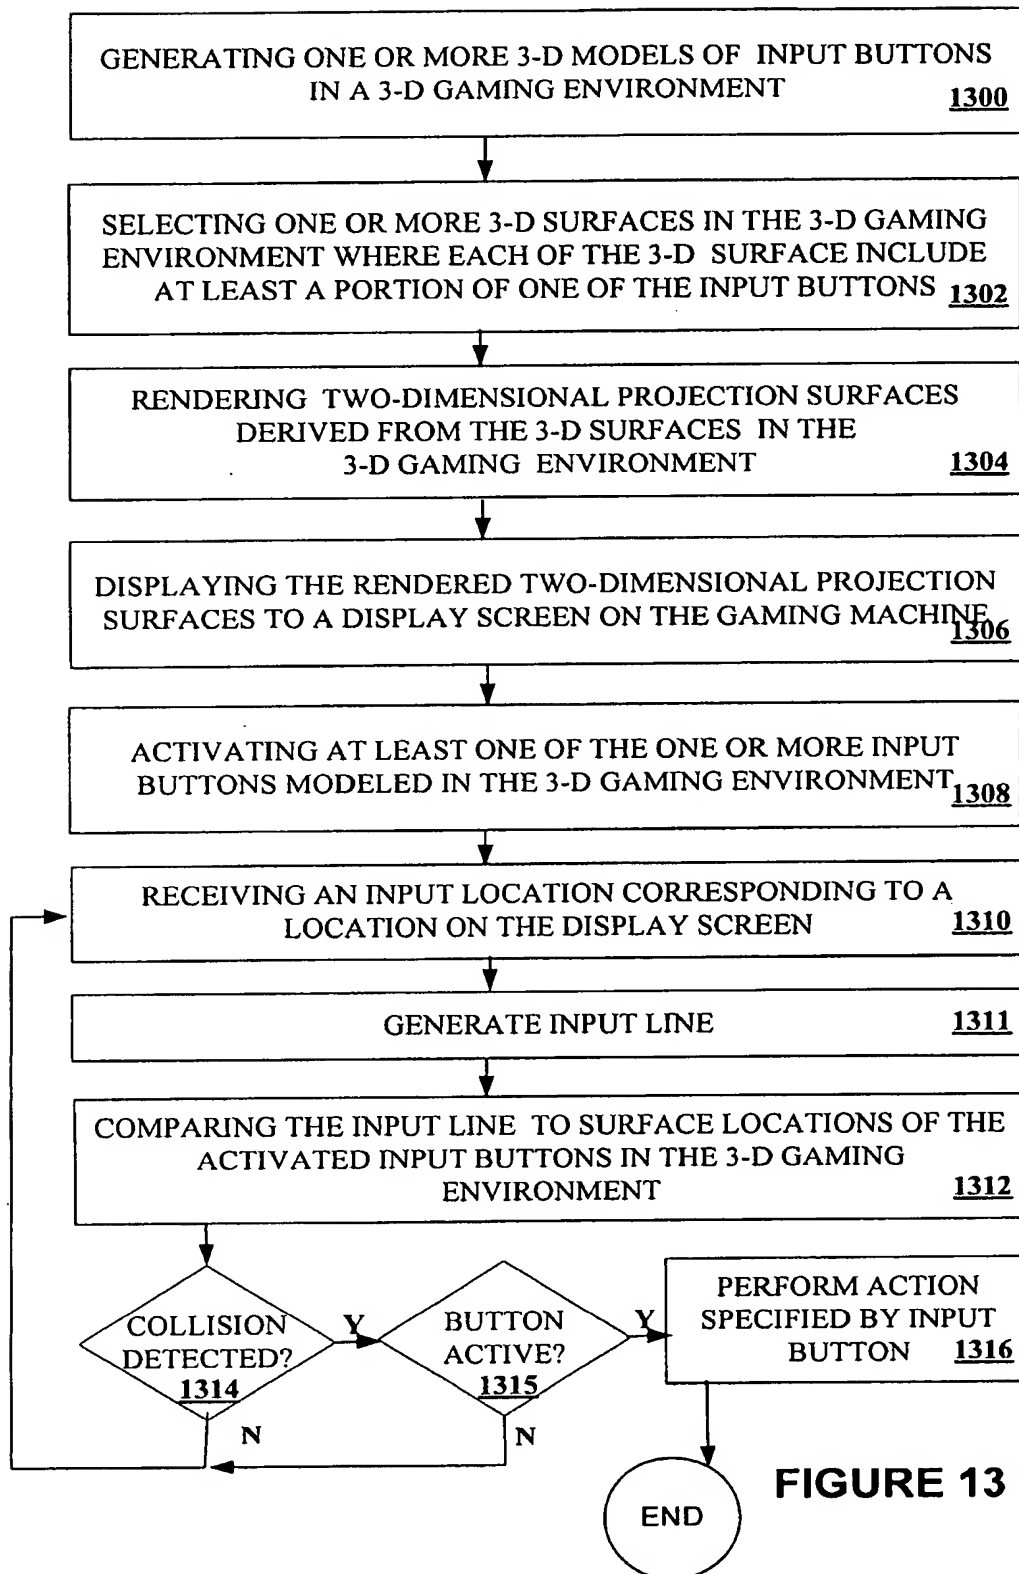 GENERATING ONE OR MORE 3-D MODELS OF INPUT BUTTONS
IN A 3-D GAMING ENVIRONMENT
1300
SELECTING ONE OR MORE 3-D SURFACES IN THE 3-D GAMING
ENVIRONMENT WHERE EACH OF THE 3-D SURFACE INCLUDE
AT LEAST A PORTION OF ONE OF THE INPUT BUTTONS 1302
RENDERING TWO-DIMENSIONAL PROJECTION SURFACES
DERIVED FROM THE 3-D SURFACES IN THE
3-D GAMING ENVIRONMENT 1304
DISPLAYING THE RENDERED TWO-DIMENSIONAL PROJECTION
SURFACES TO A DISPLAY SCREEN ON THE GAMING MACHINE
1306
ACTIVATING AT LEAST ONE OF THE ONE OR MORE INPUT
BUTTONS MODELED IN THE 3-D GAMING ENVIRONMENT 1308
RECEIVING AN INPUT LOCATION CORRESPONDING TO A
LOCATION ON THE DISPLAY SCREEN 1310
GENERATE INPUT LINE 1311
COMPARING THE INPUT LINE TO SURFACE LOCATIONS OF THE
ACTIVATED INPUT BUTTONS IN THE 3-D GAMING
ENVIRONMENT 1312
COLLISION
DETECTED?
1314
Y
N
BUTTON
ACTIVE?
1315
Y
N
PERFORM ACTION
SPECIFIED BY INPUT
BUTTON 1316
END
FIGURE 13